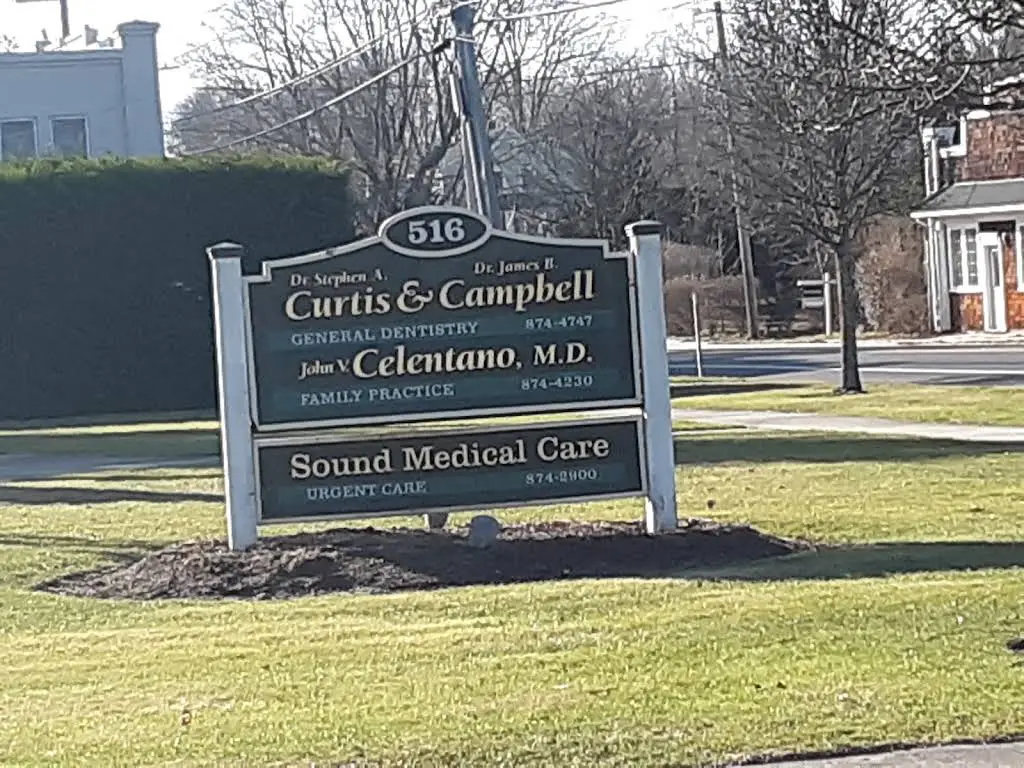 516
Dr. Stephen A. Dr. James B.
Curtis & Campbell
GENERAL DENTISTRY 874-4747
John V. Celentano, M.D.
FAMILY PRACTICE 874-4230
Sound Medical Care
URGENT CARE 874-2900